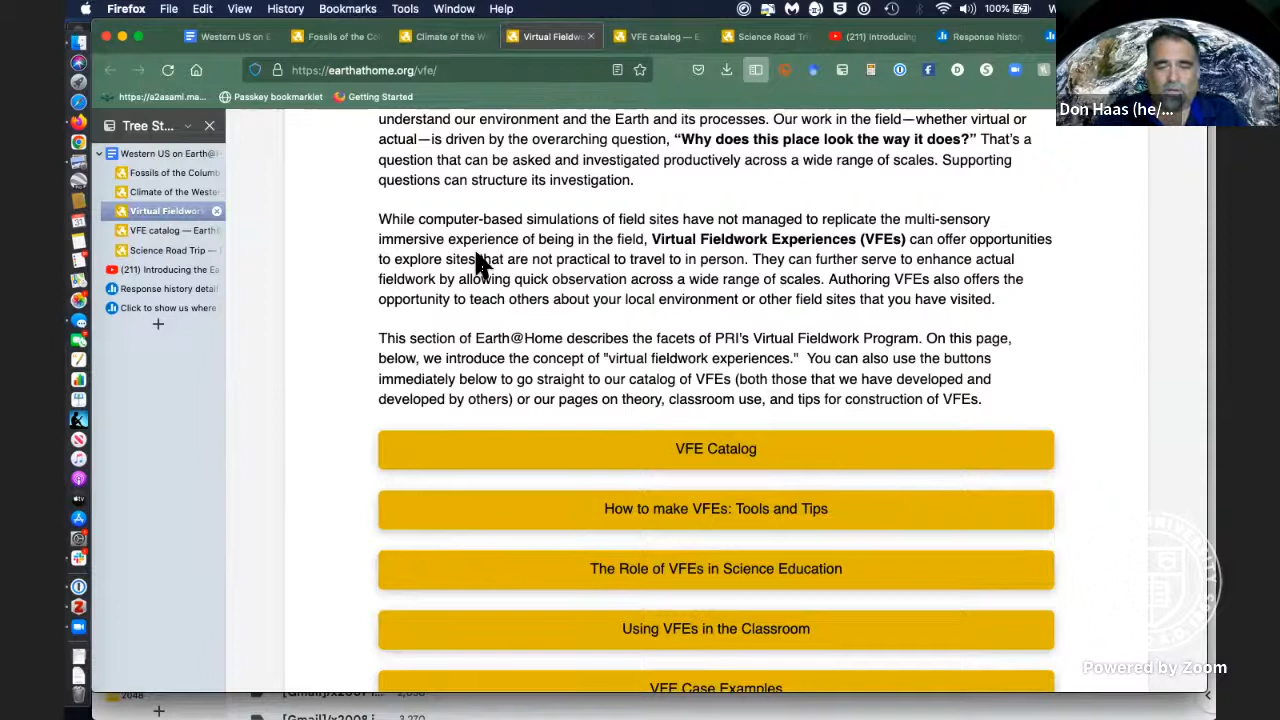 Firefox File Edit View History Bookmarks Tools Window Help
100%
Western US on E
Fossils of the Co
Climate of the W
Virtual Fieldw
VFE catalog — E
Science Road Tri
(211) Introducing
Response histor
https://earthathome.org/vfe/
https://a2asami.ma...
Passkey bookmarklet
Getting Started
Don Haas (he/...
Tree St...
Western US on Earth@
Fossils of the Columb
Climate of the Weste
Virtual Fieldwor
VFE catalog — Earth
Science Road Trip —
(211) Introducing the Ea
Response history detail
Click to show us where
understand our environment and the Earth and its processes. Our work in the field—whether virtual or
actual—is driven by the overarching question, “Why does this place look the way it does?” That’s a
question that can be asked and investigated productively across a wide range of scales. Supporting
questions can structure its investigation.
While computer-based simulations of field sites have not managed to replicate the multi-sensory
immersive experience of being in the field, Virtual Fieldwork Experiences (VFEs) can offer opportunities
to explore sites that are not practical to travel to in person. They can further serve to enhance actual
fieldwork by allowing quick observation across a wide range of scales. Authoring VFEs also offers the
opportunity to teach others about your local environment or other field sites that you have visited.
This section of Earth@Home describes the facets of PRI's Virtual Fieldwork Program. On this page,
below, we introduce the concept of "virtual fieldwork experiences." You can also use the buttons
immediately below to go straight to our catalog of VFEs (both those that we have developed and
developed by others) or our pages on theory, classroom use, and tips for construction of VFEs.
VFE Catalog
How to make VFEs: Tools and Tips
The Role of VFEs in Science Education
Using VFEs in the Classroom
VFE Case Examples
Powered by Zoom
2048